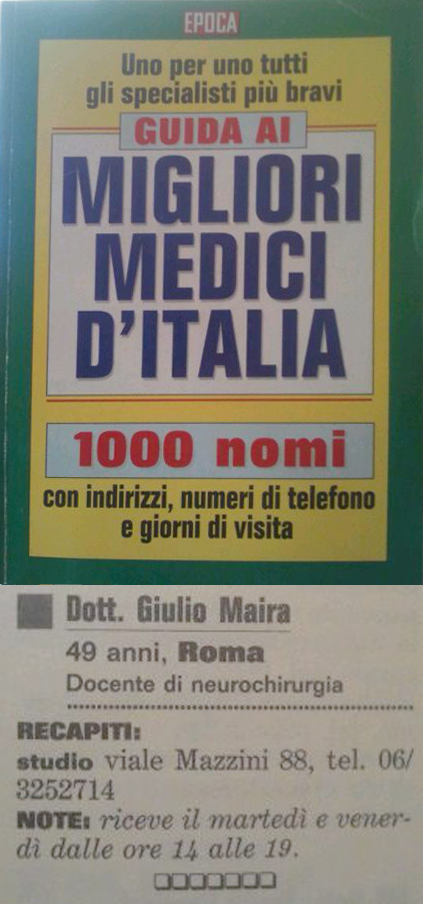 EPOCA
Uno per uno tutti
gli specialisti più bravi
GUIDA AI
MIGLIORI
MEDICI
D'ITALIA
1000 nomi
con indirizzi, numeri di telefono
e giorni di visita
Dott. Giulio Maira
49 anni, Roma
Docente di neurochirurgia
RECAPITI:
studio viale Mazzini 88, tel. 06/
3252714
NOTE: riceve il martedì e vener-
dì dalle ore 14 alle 19.